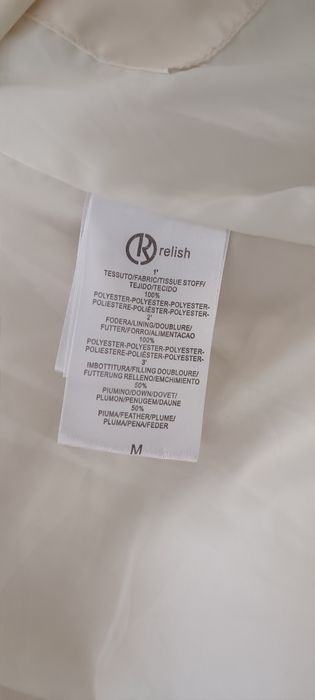 relish
1'
TESSUTO/FABRIC/TISSUE STOFF/
TEJIDO/TECIDO
100%
POLYESTER-POLYESTER-POLYESTER-
POLIESTERE-POLIÉSTER-POLYESTER-
2'
FODERA/LINING/DOUBLURE/
FUTTER/FORRO/ALIMENTACAO
100%
POLYESTER-POLYESTER-POLYESTER-
POLIESTERE-POLIÉSTER-POLYESTER-
3'
IMBOTTITURA/FILLING DOUBLOURE/
FUTTERUNG RELLENO/EMCHIMIENTO
50%
PIUMINO/DOWN/DOVET/
PLUMON/PENUGEM/DAUNE
50%
PIUMA/FEATHER/PLUME/
PLUMA/PENA/FEDER
M